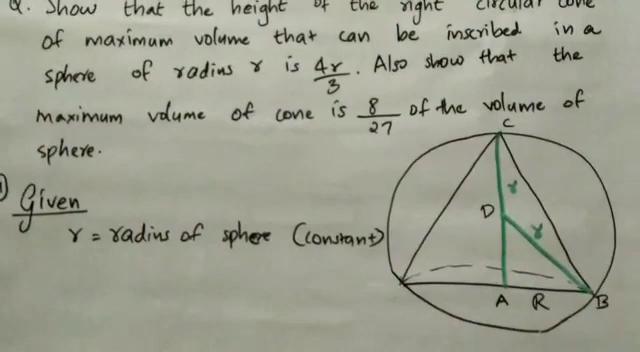 Q. Show that the height of the right circular cone
of maximum volume that can be inscribed in a
sphere of radius r is 4r/3. Also show that the
maximum volume of cone is 8/27 of the volume of
sphere.
C
r
D
r
Given
r = radius of sphere (constant)
A R B